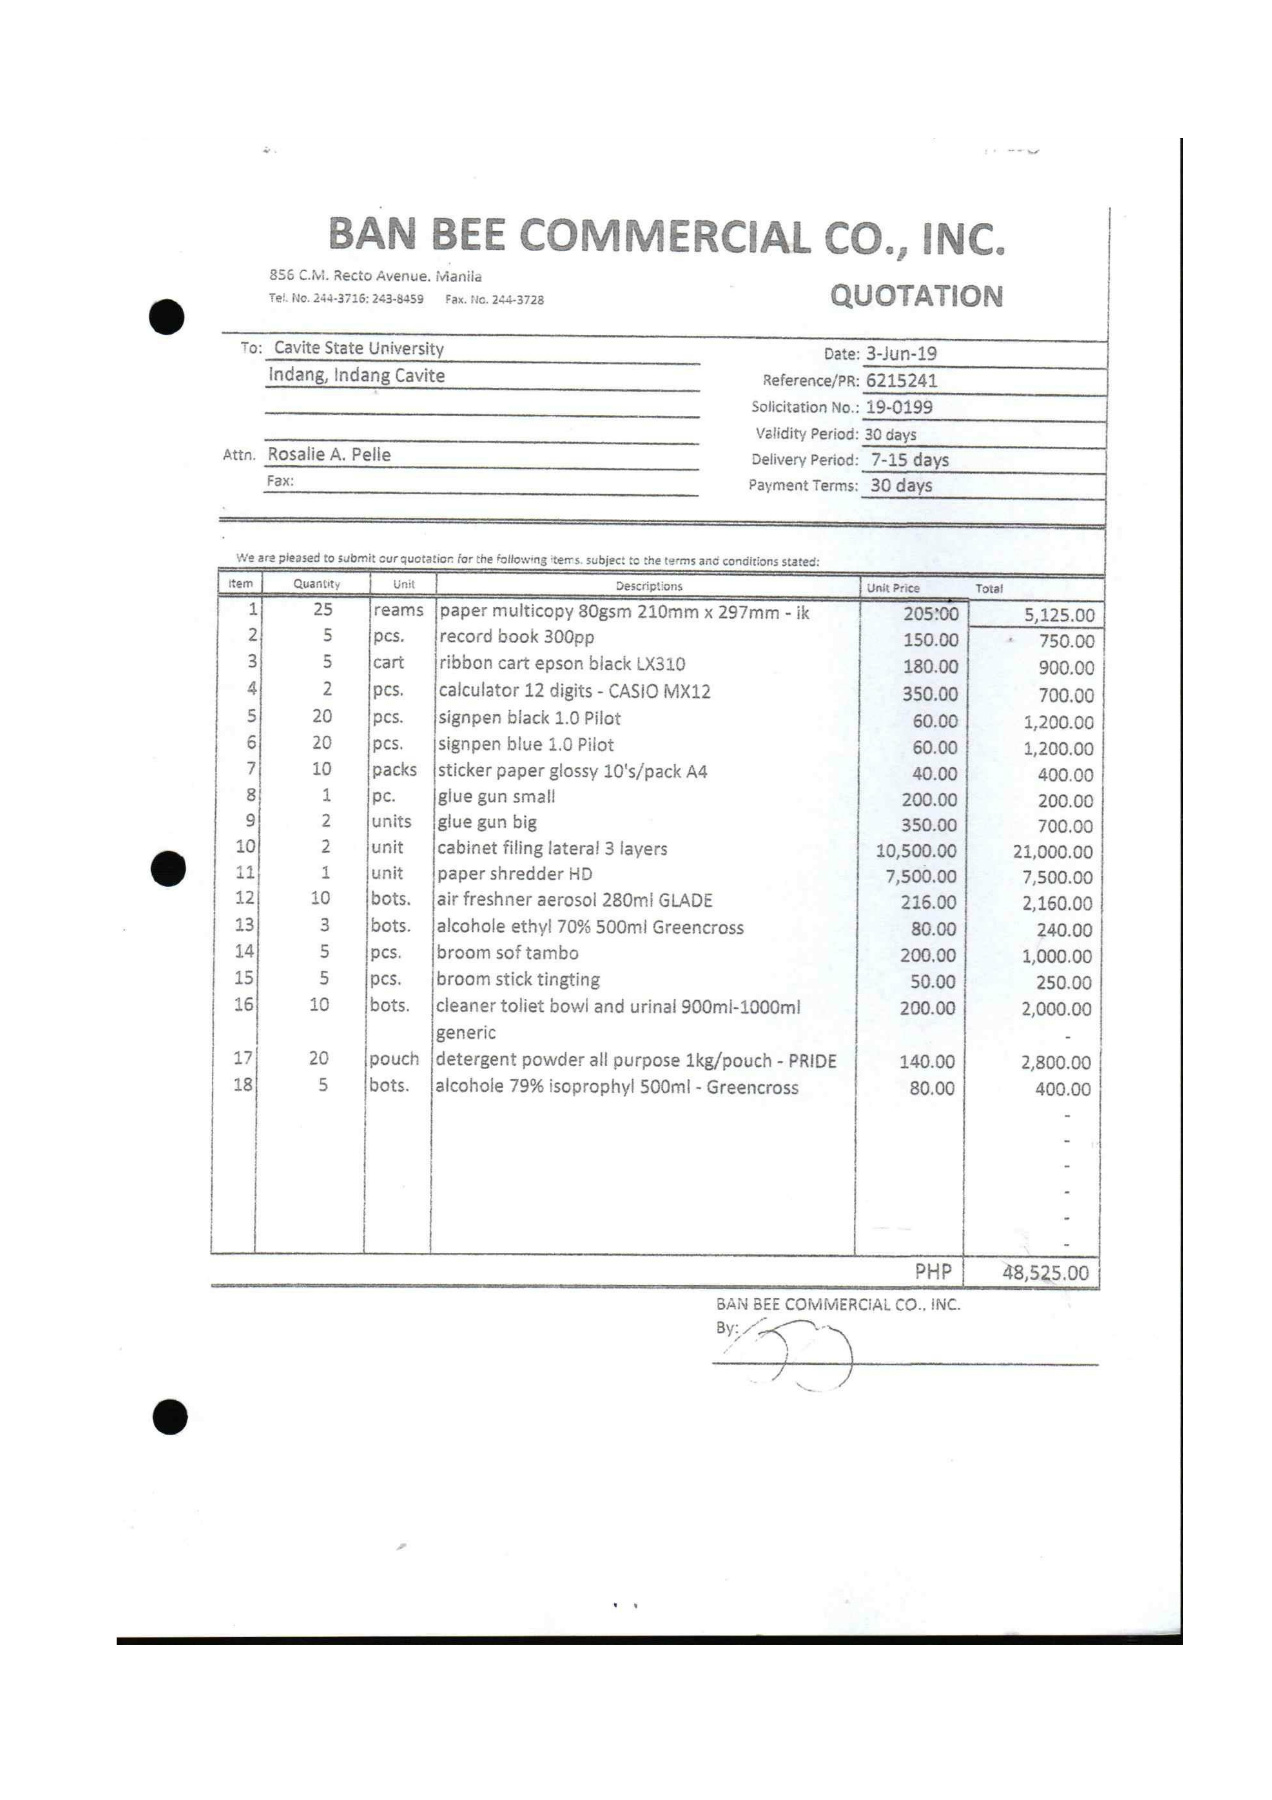 BAN BEE COMMERCIAL CO., INC.
856 C.M. Recto Avenue. Manila
Tel. No. 244-3716; 243-8459 Fax. No. 244-3728
QUOTATION
To: Cavite State University
Indang, Indang Cavite
Attn. Rosalie A. Pelle
Fax:
Date: 3-Jun-19
Reference/PR: 6215241
Solicitation No.: 19-0199
Validity Period: 30 days
Delivery Period: 7-15 days
Payment Terms: 30 days
We are pleased to submit our quotation for the following items. subject to the terms and conditions stated:
Item Quantity Unit Descriptions Unit Price Total
1 25 reams paper multicopy 80gsm 210mm x 297mm - ik 205.00 5,125.00
2 5 pcs. record book 300pp 150.00 750.00
3 5 cart ribbon cart epson black LX310 180.00 900.00
4 2 pcs. calculator 12 digits - CASIO MX12 350.00 700.00
5 20 pcs. signpen black 1.0 Pilot 60.00 1,200.00
6 20 pcs. signpen blue 1.0 Pilot 60.00 1,200.00
7 10 packs sticker paper glossy 10's/pack A4 40.00 400.00
8 1 pc. glue gun small 200.00 200.00
9 2 units glue gun big 350.00 700.00
10 2 unit cabinet filing lateral 3 layers 10,500.00 21,000.00
11 1 unit paper shredder HD 7,500.00 7,500.00
12 10 bots. air freshner aerosol 280ml GLADE 216.00 2,160.00
13 3 bots. alcohole ethyl 70% 500ml Greencross 80.00 240.00
14 5 pcs. broom sof tambo 200.00 1,000.00
15 5 pcs. broom stick tingting 50.00 250.00
16 10 bots. cleaner toliet bowl and urinal 900ml-1000ml 200.00 2,000.00
generic -
17 20 pouch detergent powder all purpose 1kg/pouch - PRIDE 140.00 2,800.00
18 5 bots. alcohole 79% isoprophyl 500ml - Greencross 80.00 400.00
-
-
-
-
-
-
PHP 48,525.00
BAN BEE COMMERCIAL CO., INC.
By: